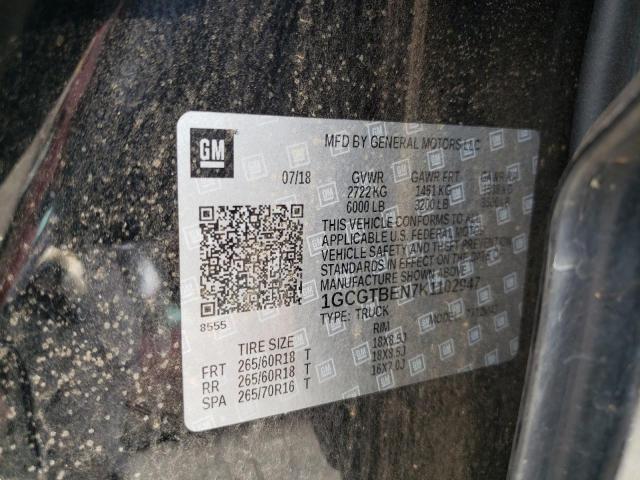 GM
MFD BY GENERAL MOTORS LLC
07/18 GVWR GAWR FRT GAWR
2722 KG 1451 KG
6000 LB 3200 LB LB
THIS VEHICLE CONFORMS TO ALL
APPLICABLE U.S. FEDERAL MOTOR
VEHICLE SAFETY AND THEFT PREVENTION
STANDARDS IN EFFECT ON THE DATE OF
MANUFACTURE SHOWN ABOVE.
1GCGTBEN7K1102947
8555
TYPE: TRUCK MODEL:
TIRE SIZE RIM
FRT 265/60R18 T 18X8.5J
RR 265/60R18 T 18X8.5J
SPA 265/70R16 T 16X7.0J